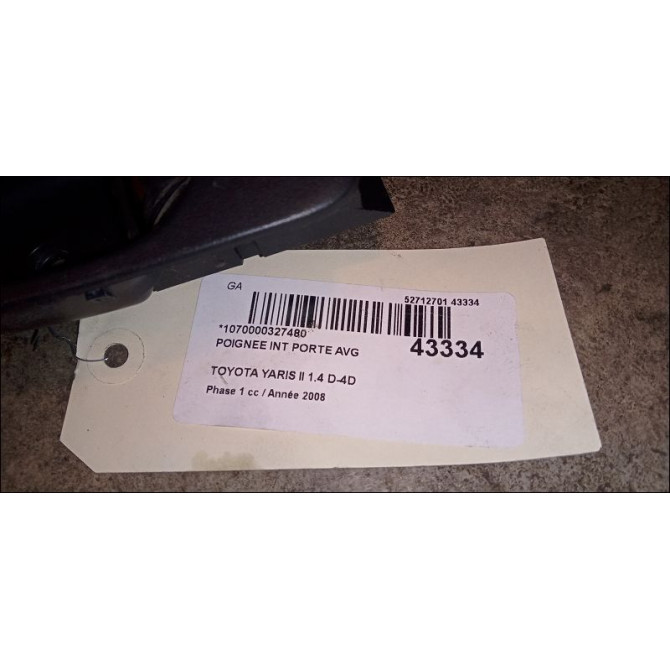 GA
52712701 43334
*1070000327480*
POIGNEE INT PORTE AVG
43334
TOYOTA YARIS II 1.4 D-4D
Phase 1 cc / Année 2008